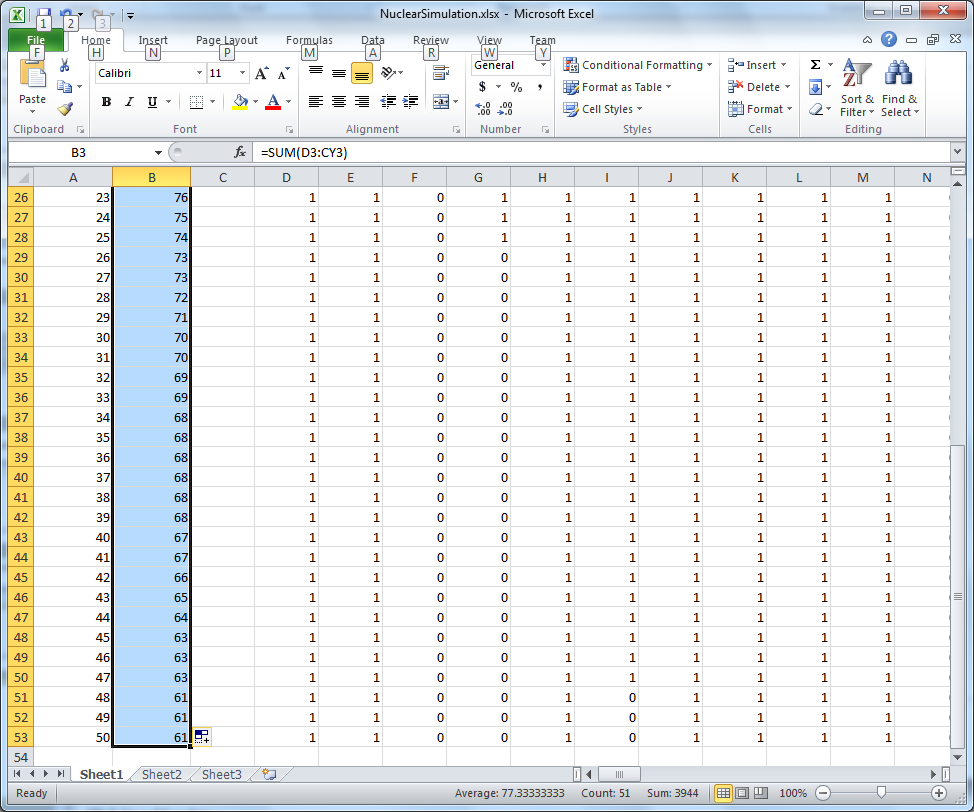 NuclearSimulation.xlsx - Microsoft Excel
1 2 3
File Home Insert Page Layout Formulas Data Review View Team
F H N P M A R W Y
Calibri 11 General
Paste
B I U $ % ,
Conditional Formatting
Format as Table
Cell Styles
Insert
Delete
Format
Σ
Sort & Filter
Find & Select
Clipboard Font Alignment Number Styles Cells Editing
B3 fx =SUM(D3:CY3)
A B C D E F G H I J K L M N
26 23 76 1 1 0 1 1 1 1 1 1 1
27 24 75 1 1 0 1 1 1 1 1 1 1
28 25 74 1 1 0 1 1 1 1 1 1 1
29 26 73 1 1 0 0 1 1 1 1 1 1
30 27 73 1 1 0 0 1 1 1 1 1 1
31 28 72 1 1 0 0 1 1 1 1 1 1
32 29 71 1 1 0 0 1 1 1 1 1 1
33 30 70 1 1 0 0 1 1 1 1 1 1
34 31 70 1 1 0 0 1 1 1 1 1 1
35 32 69 1 1 0 0 1 1 1 1 1 1
36 33 69 1 1 0 0 1 1 1 1 1 1
37 34 68 1 1 0 0 1 1 1 1 1 1
38 35 68 1 1 0 0 1 1 1 1 1 1
39 36 68 1 1 0 0 1 1 1 1 1 1
40 37 68 1 1 0 0 1 1 1 1 1 1
41 38 68 1 1 0 0 1 1 1 1 1 1
42 39 68 1 1 0 0 1 1 1 1 1 1
43 40 67 1 1 0 0 1 1 1 1 1 1
44 41 67 1 1 0 0 1 1 1 1 1 1
45 42 66 1 1 0 0 1 1 1 1 1 1
46 43 65 1 1 0 0 1 1 1 1 1 1
47 44 64 1 1 0 0 1 1 1 1 1 1
48 45 63 1 1 0 0 1 1 1 1 1 1
49 46 63 1 1 0 0 1 1 1 1 1 1
50 47 63 1 1 0 0 1 1 1 1 1 1
51 48 61 1 1 0 0 1 0 1 1 1 1
52 49 61 1 1 0 0 1 0 1 1 1 1
53 50 61 1 1 0 0 1 0 1 1 1 1
54
Sheet1 Sheet2 Sheet3
Ready Average: 77.33333333 Count: 51 Sum: 3944 100%